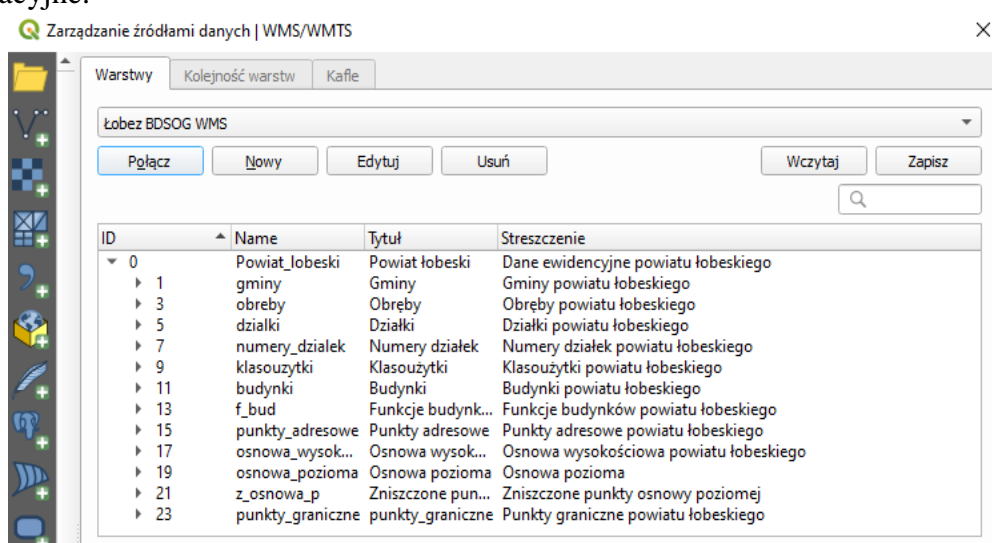 acyjne.
Zarządzanie źródłami danych | WMS/WMTS
Warstwy Kolejność warstw Kafle
Łobez BDSOG WMS
Połącz Nowy Edytuj Usuń Wczytaj Zapisz
ID Name Tytuł Streszczenie
0 Powiat_lobeski Powiat łobeski Dane ewidencyjne powiatu łobeskiego
1 gminy Gminy Gminy powiatu łobeskiego
3 obreby Obręby Obręby powiatu łobeskiego
5 dzialki Działki Działki powiatu łobeskiego
7 numery_dzialek Numery działek Numery działek powiatu łobeskiego
9 klasouzytki Klasoużytki Klasoużytki powiatu łobeskiego
11 budynki Budynki Budynki powiatu łobeskiego
13 f_bud Funkcje budynk... Funkcje budynków powiatu łobeskiego
15 punkty_adresowe Punkty adresowe Punkty adresowe powiatu łobeskiego
17 osnowa_wysok... Osnowa wysok... Osnowa wysokościowa powiatu łobeskiego
19 osnowa_pozioma Osnowa pozioma Osnowa pozioma
21 z_osnowa_p Zniszczone pun... Zniszczone punkty osnowy poziomej
23 punkty_graniczne punkty_graniczne Punkty graniczne powiatu łobeskiego